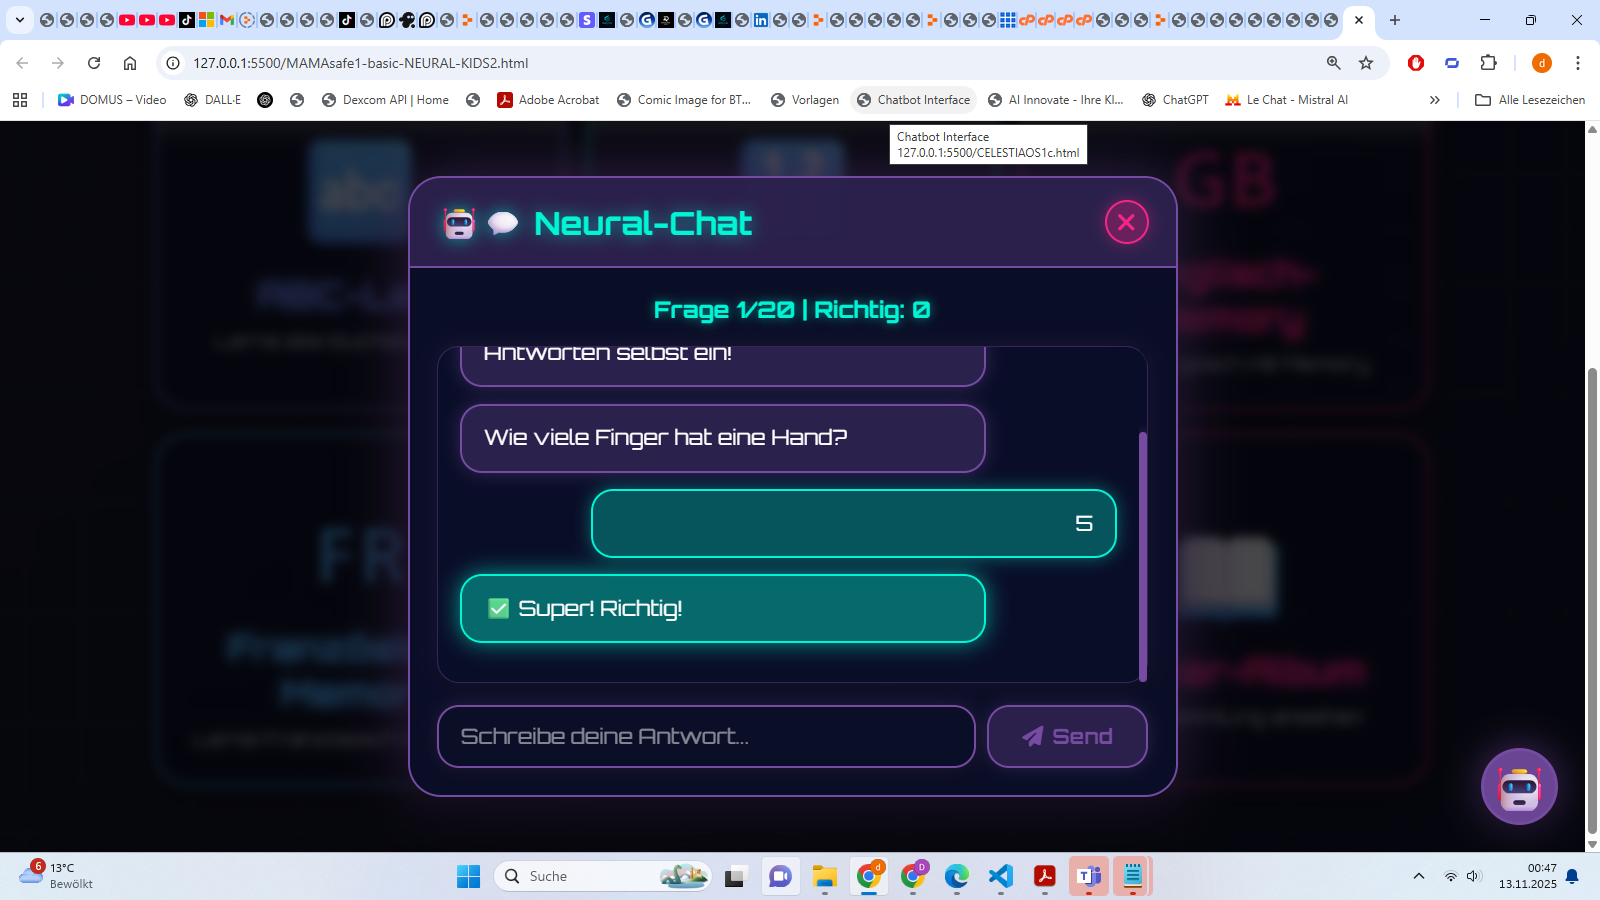 127.0.0.1:5500/MAMAsafe1-basic-NEURAL-KIDS2.html
DOMUS – Video
DALL·E
Dexcom API | Home
Adobe Acrobat
Comic Image for BT...
Vorlagen
Chatbot Interface
AI Innovate - Ihre KI...
ChatGPT
Le Chat - Mistral AI
Alle Lesezeichen
Chatbot Interface
127.0.0.1:5500/CELESTIAOS1c.html
abc
GB
Neural-Chat
Frage 1/20 | Richtig: 0
Antworten selbst ein!
Wie viele Finger hat eine Hand?
5
✅ Super! Richtig!
FR
Schreibe deine Antwort...
Send
6
13°C
Bewölkt
Suche
00:47
13.11.2025